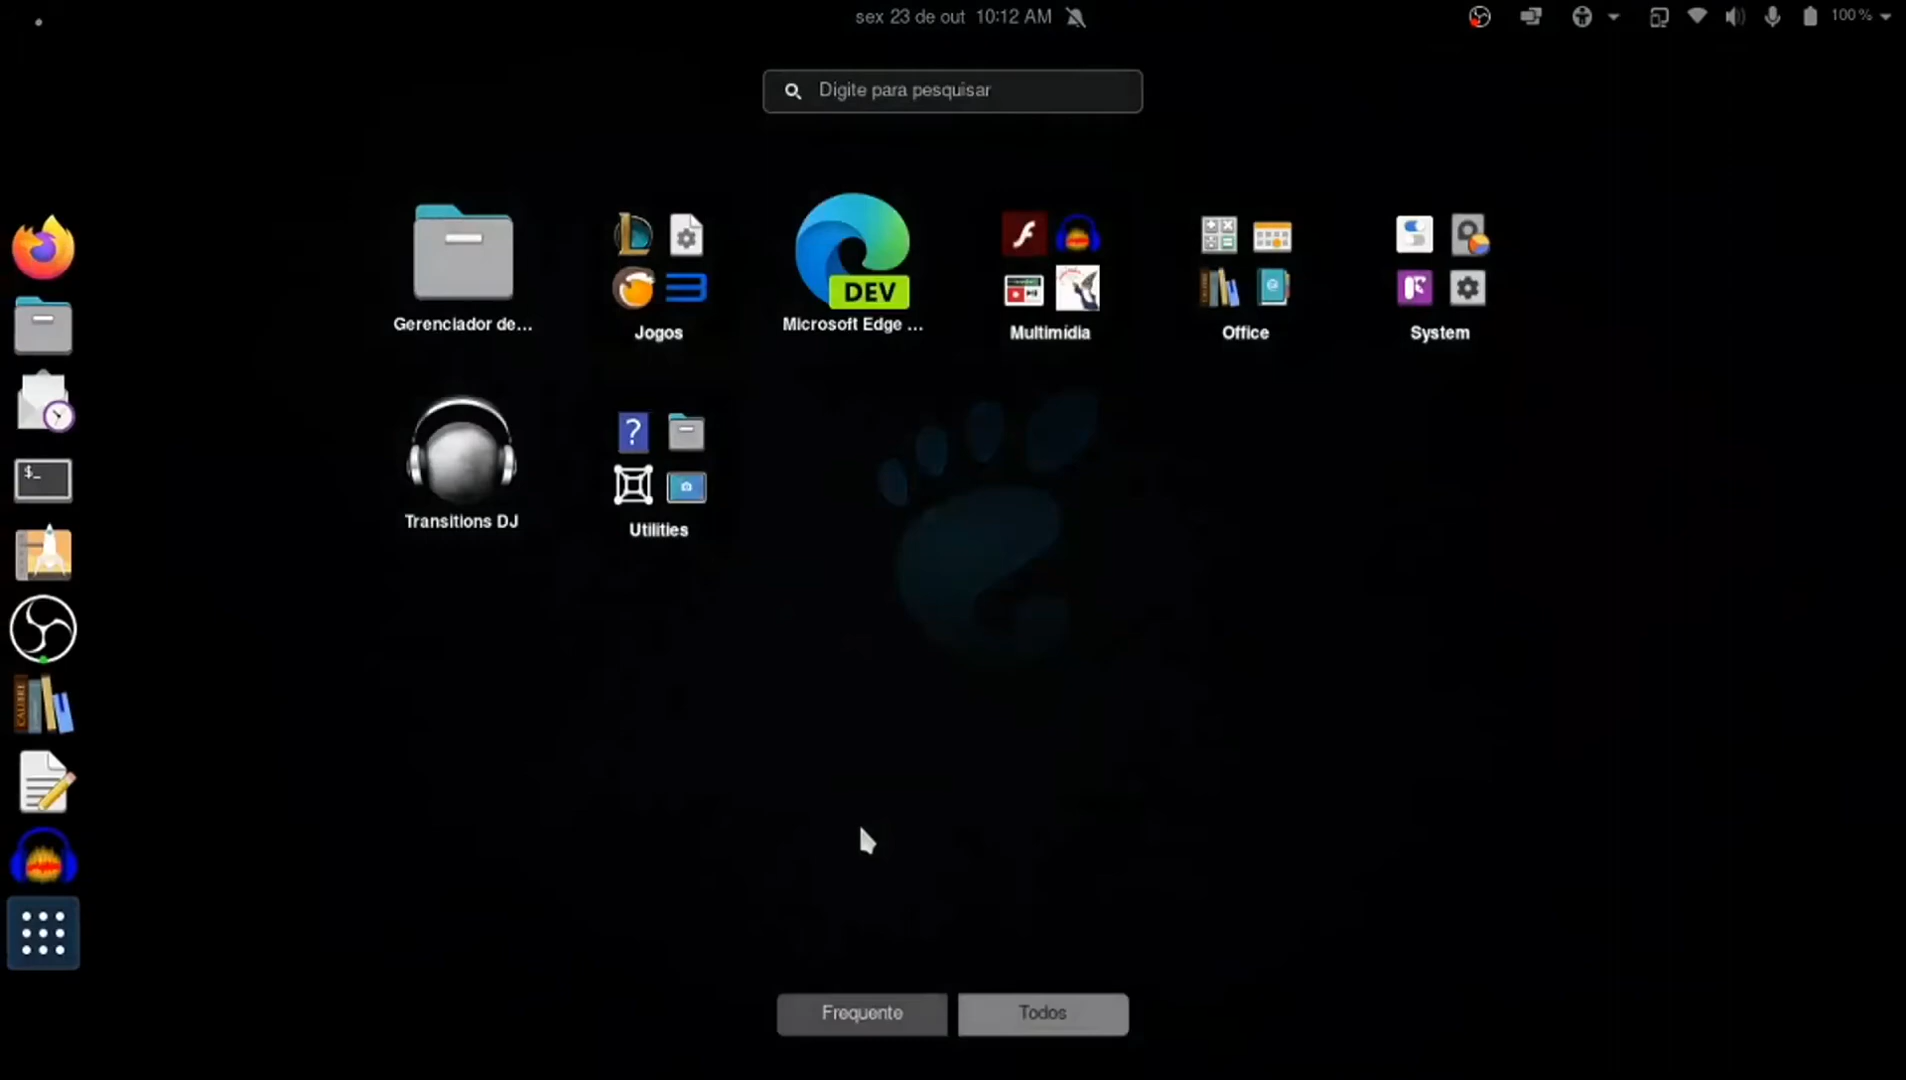 sex 23 de out 10:12 AM
100 %
Digite para pesquisar
Gerenciador de...
Jogos
DEV
Microsoft Edge ...
Multimídia
Office
System
Transitions DJ
?
Utilities
$_
CALIBRE
Frequente
Todos